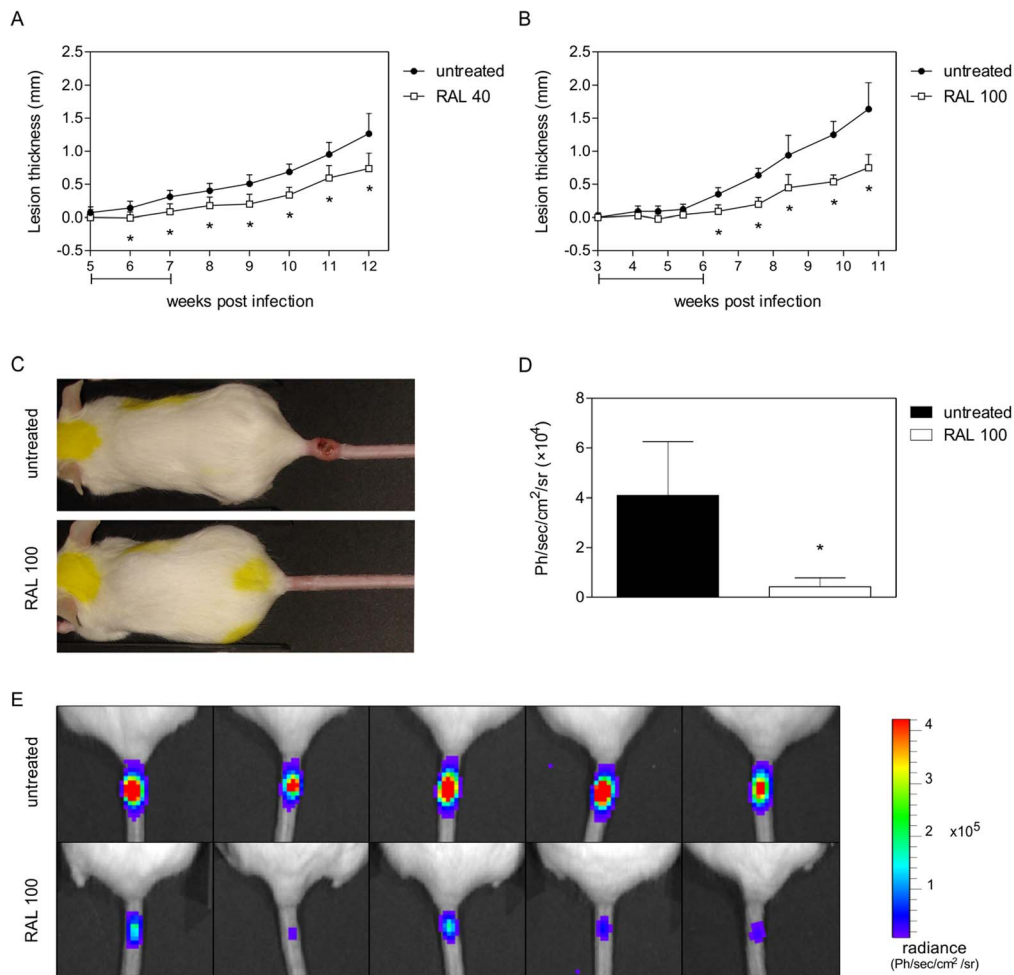 A
2.5
2.0
1.5
1.0
0.5
0.0
-0.5
Lesion thickness (mm)
5 6 7 8 9 10 11 12
weeks post infection
untreated
RAL 40
* * * * * * *
B
2.5
2.0
1.5
1.0
0.5
0.0
-0.5
Lesion thickness (mm)
3 4 5 6 7 8 9 10 11
weeks post infection
untreated
RAL 100
* * * * *
C
untreated
RAL 100
D
8
6
4
2
0
Ph/sec/cm²/sr (×10⁴)
*
untreated
RAL 100
E
untreated
RAL 100
4
3
2
1
x10⁵
radiance
(Ph/sec/cm² /sr)